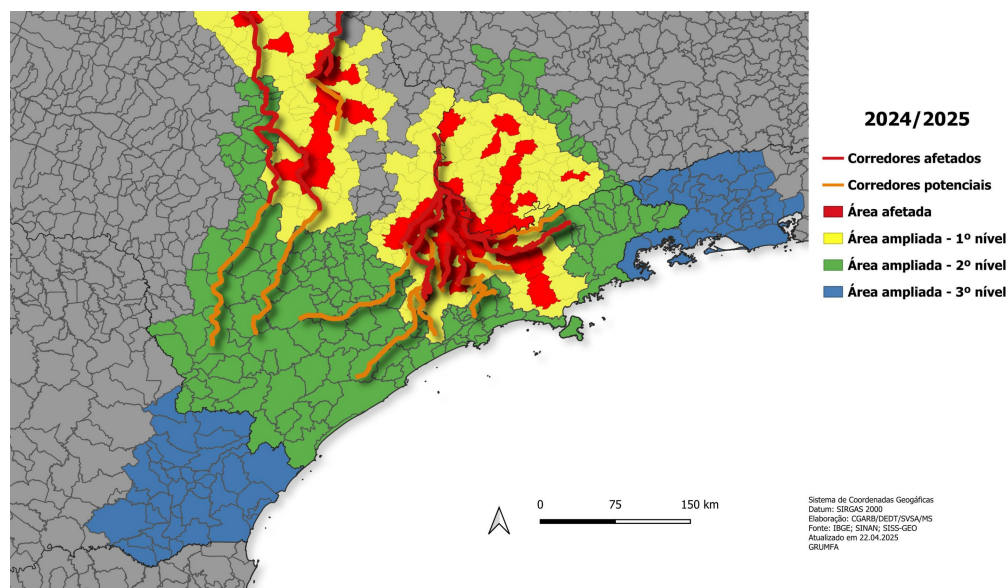 2024/2025
Corredores afetados
Corredores potenciais
Área afetada
Área ampliada - 1º nível
Área ampliada - 2º nível
Área ampliada - 3º nível
0 75 150 km
Sistema de Coordenadas Geogáficas
Datum: SIRGAS 2000
Elaboração: CGARB/DEDT/SVSA/MS
Fonte: IBGE; SINAN; SISS-GEO
Atualizado em 22.04.2025
GRUMFA